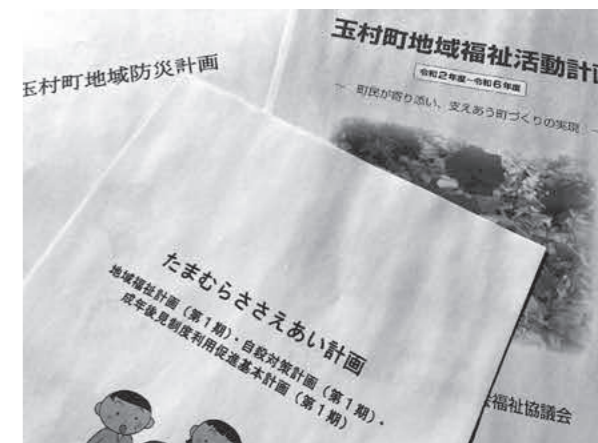 玉村町地域防災計画
玉村町地域福祉活動計
令和2年度~令和6年度
~ 町民が寄り添い、支えあう町づくりの実現
たまむらささえあい計画
地域福祉計画(第1期)・自殺対策計画(第1期)・
成年後見制度利用促進基本計画(第1期)
福祉協議会